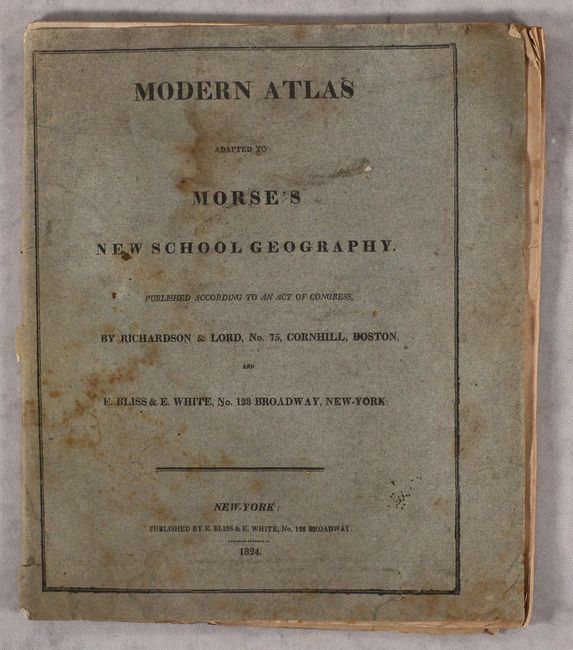 MODERN ATLAS
ADAPTED TO
MORSE'S
NEW SCHOOL GEOGRAPHY.
PUBLISHED ACCORDING TO AN ACT OF CONGRESS,
BY RICHARDSON & LORD, No. 75, CORNHILL, BOSTON,
AND
E. BLISS & E. WHITE, No. 128 BROADWAY, NEW-YORK.
NEW-YORK:
PUBLISHED BY E. BLISS & E. WHITE, No. 128 BROADWAY.
1824.